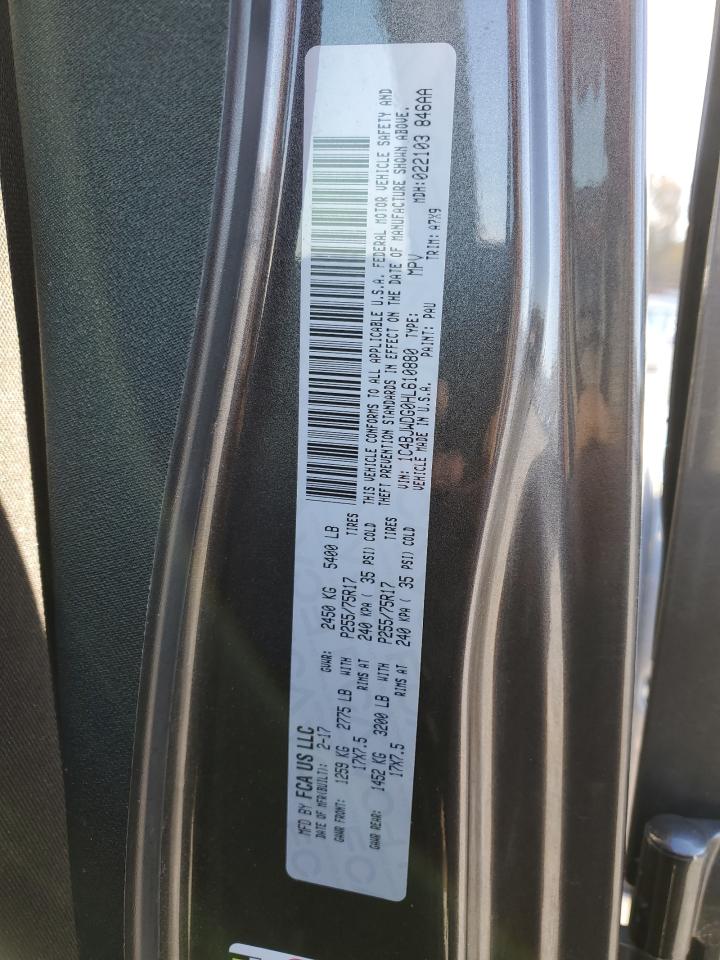 MFD BY FCA US LLC
DATE OF MFR(BUILT): 2-17 GVWR: 2450 KG 5400 LB
GAWR FRONT: 1259 KG 2775 LB WITH P255/75R17 TIRES
17X7.5 RIMS AT 240 KPA ( 35 PSI) COLD
GAWR REAR: 1452 KG 3200 LB WITH P255/75R17 TIRES
17X7.5 RIMS AT 240 KPA ( 35 PSI) COLD
THIS VEHICLE CONFORMS TO ALL APPLICABLE U.S.A. FEDERAL MOTOR VEHICLE SAFETY AND
THEFT PREVENTION STANDARDS IN EFFECT ON THE DATE OF MANUFACTURE SHOWN ABOVE.
VIN: 1C4BJWDG0HL610880 TYPE: MPV MDH:022103 846AA
VEHICLE MADE IN U.S.A. PAINT: PAU TRIM: A7X9